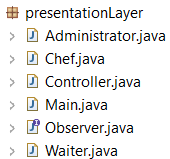 presentationLayer
Administrator.java
Chef.java
Controller.java
Main.java
Observer.java
Waiter.java